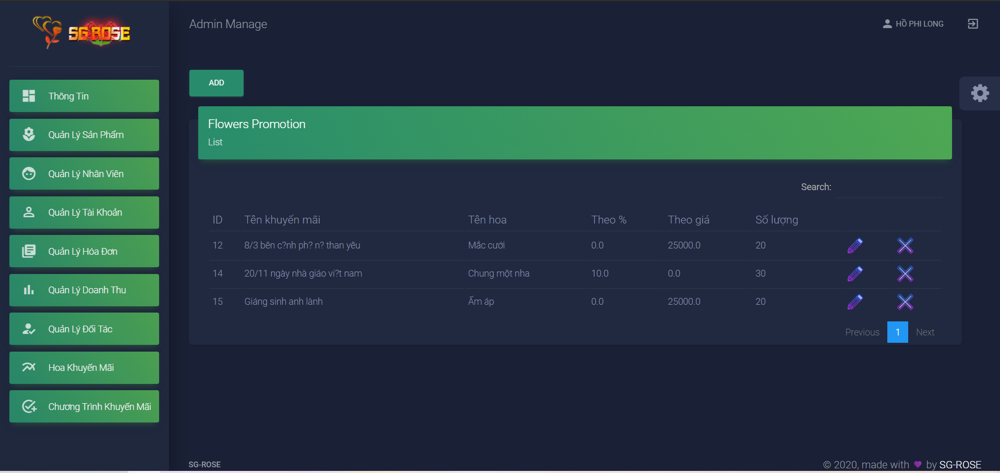 SG ROSE
Admin Manage
HỒ PHI LONG
Thông Tin
Quản Lý Sản Phẩm
Quản Lý Nhân Viên
Quản Lý Tài Khoản
Quản Lý Hóa Đơn
Quản Lý Doanh Thu
Quản Lý Đối Tác
Hoa Khuyến Mãi
Chương Trình Khuyến Mãi
ADD
Flowers Promotion
List
Search:
ID Tên khuyến mãi Tên hoa Theo % Theo giá Số lượng
12 8/3 bên c?nh ph? n? than yêu Mắc cưới 0.0 25000.0 20
14 20/11 ngày nhà giáo vi?t nam Chung một nha 10.0 0.0 30
15 Giáng sinh anh lành Ấm áp 0.0 25000.0 20
Previous 1 Next
SG-ROSE
© 2020, made with by SG-ROSE